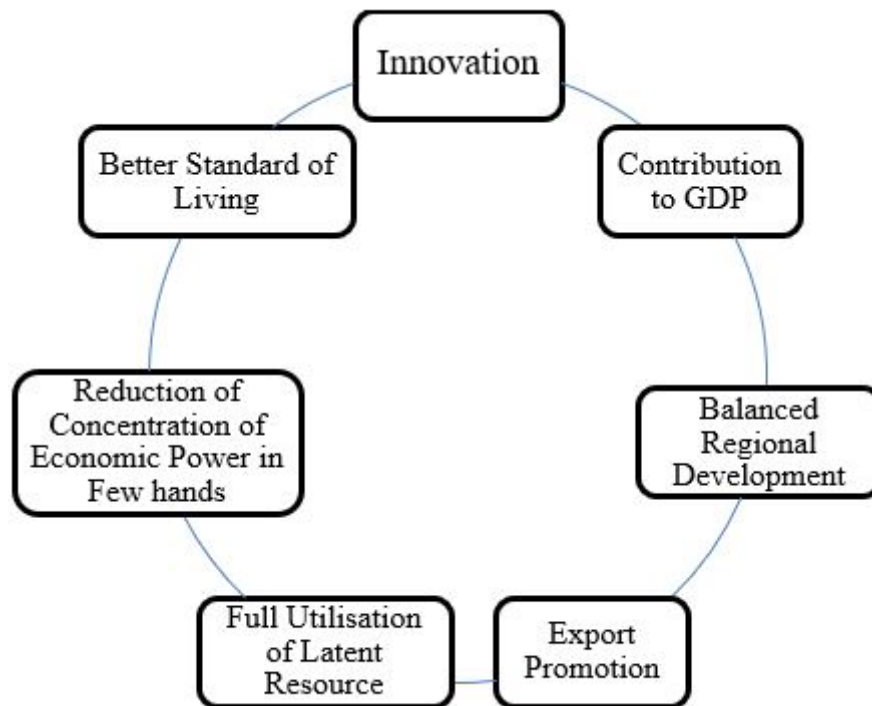 Innovation
Contribution
to GDP
Balanced
Regional
Development
Export
Promotion
Full Utilisation
of Latent
Resource
Reduction of
Concentration of
Economic Power in
Few hands
Better Standard of
Living